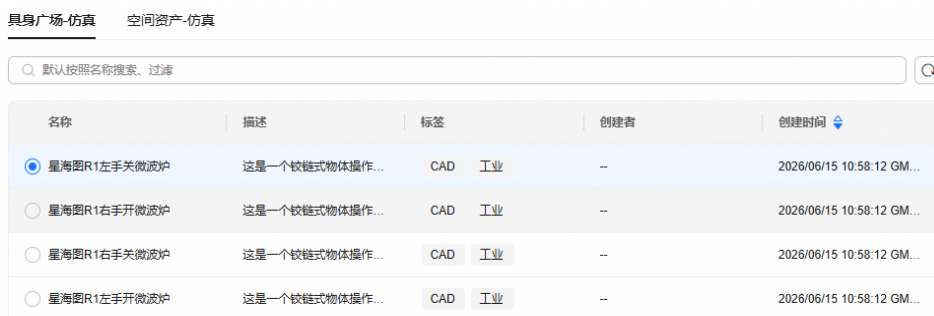 具身广场-仿真 空间资产-仿真
默认按照名称搜索、过滤
名称 描述 标签 创建者 创建时间
星海图R1左手关微波炉 这是一个铰链式物体操作... CAD 工业 -- 2026/06/15 10:58:12 GM...
星海图R1右手开微波炉 这是一个铰链式物体操作... CAD 工业 -- 2026/06/15 10:58:12 GM...
星海图R1右手关微波炉 这是一个铰链式物体操作... CAD 工业 -- 2026/06/15 10:58:12 GM...
星海图R1左手开微波炉 这是一个铰链式物体操作... CAD 工业 -- 2026/06/15 10:58:12 GM...